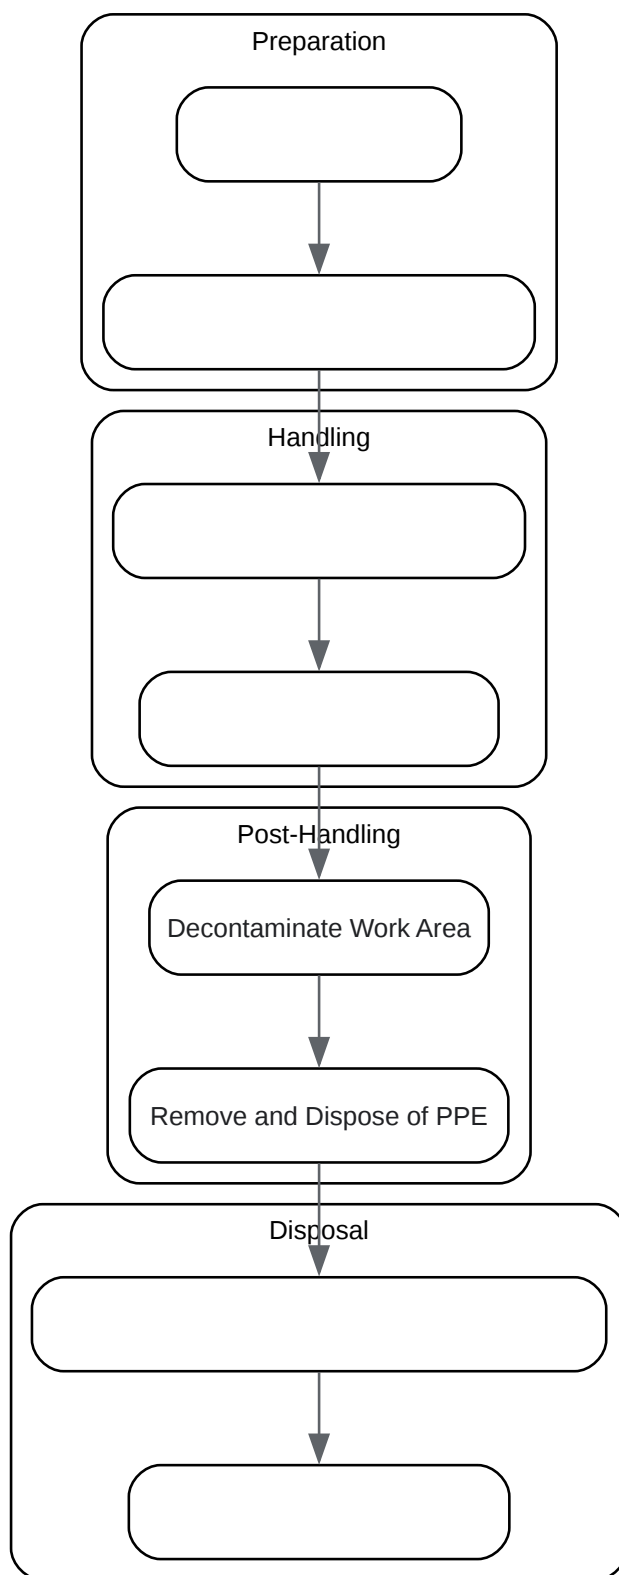 Preparation
Handling
Post-Handling
Decontaminate Work Area
Remove and Dispose of PPE
Disposal